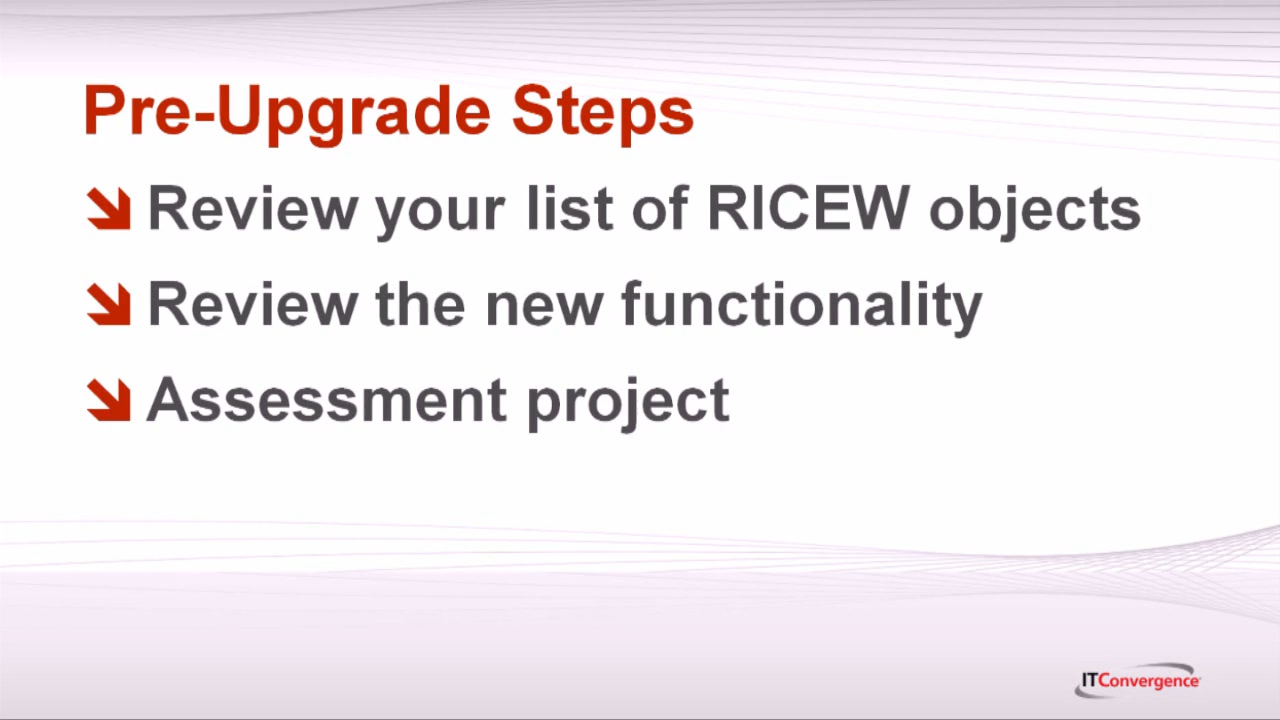 Pre-Upgrade Steps
Review your list of RICEW objects
Review the new functionality
Assessment project
ITConvergence